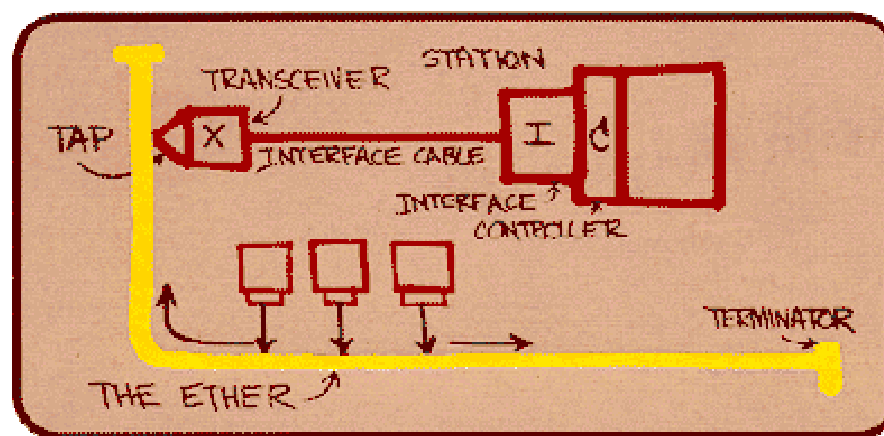 STATION
TRANSCEIVER
TAP
X
I
C
INTERFACE CABLE
INTERFACE
CONTROLLER
TERMINATOR
THE ETHER